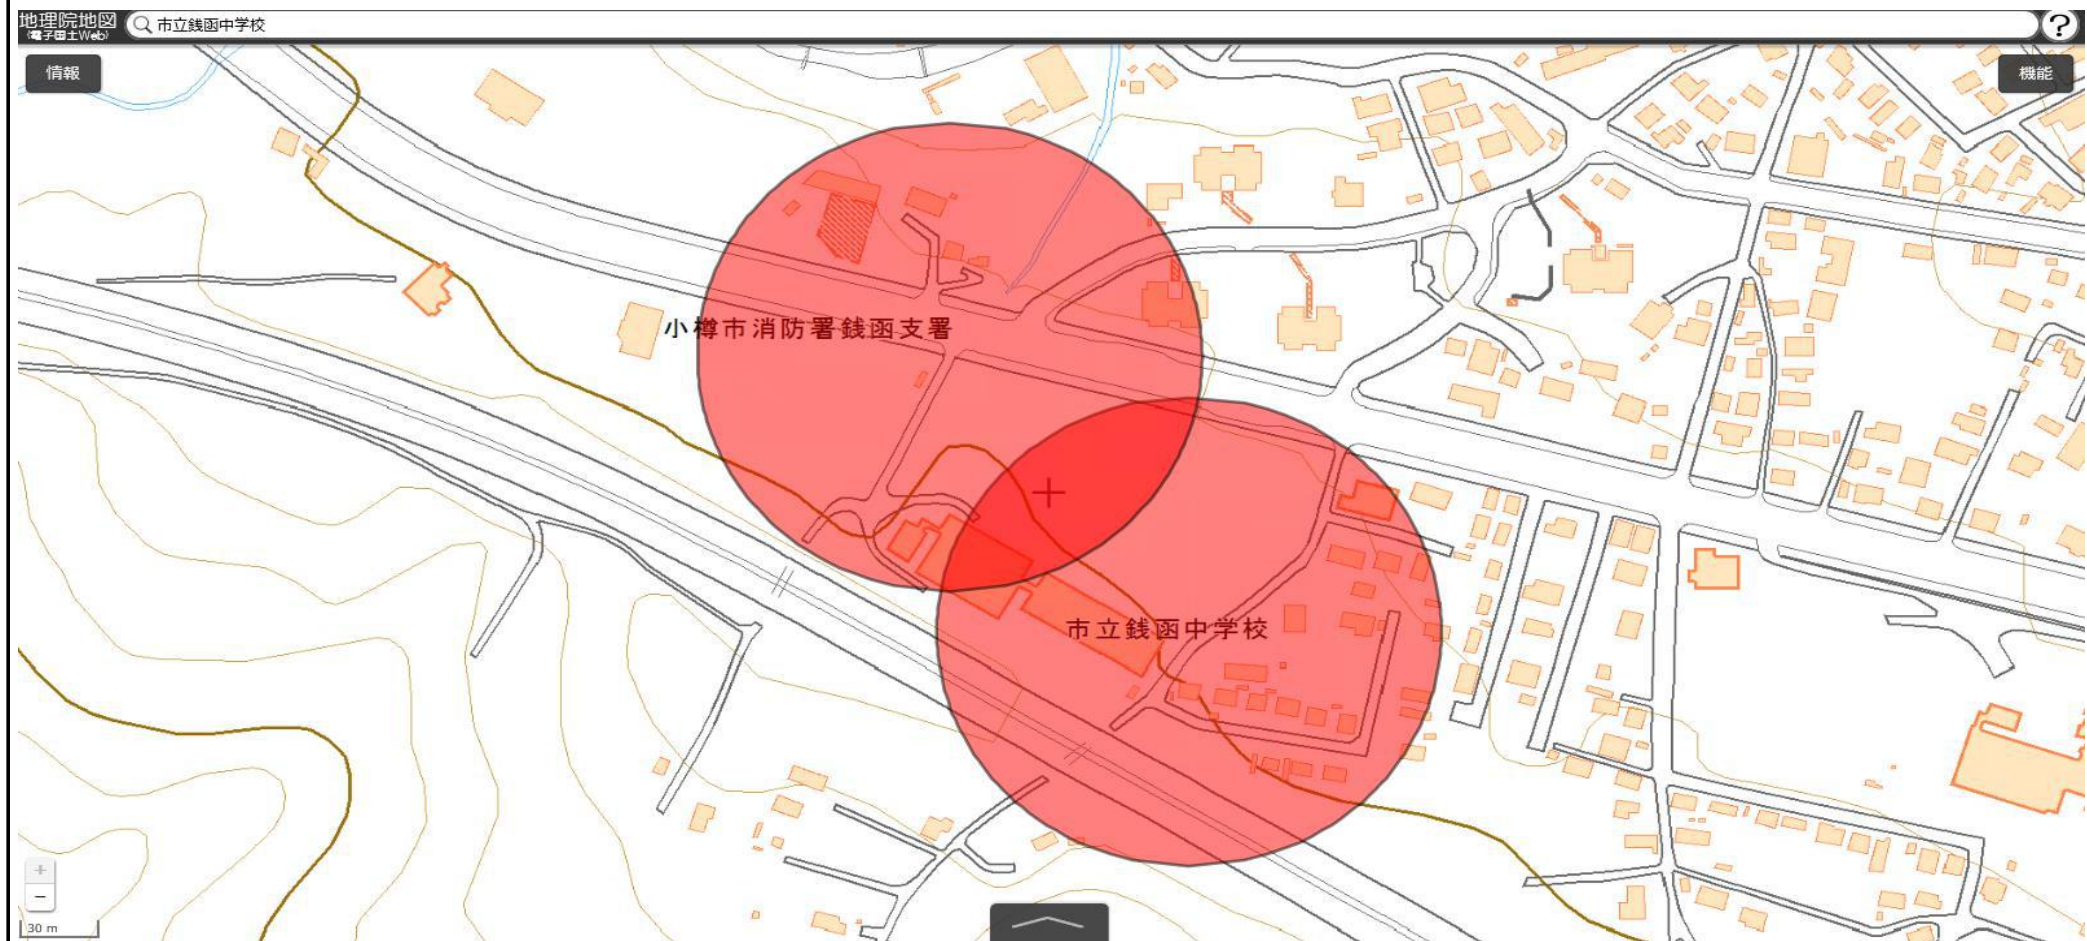 地理院地図
(電子国土Web)
市立銭函中学校
?
情報
機能
小樽市消防署銭函支署
市立銭函中学校
+
−
30 m